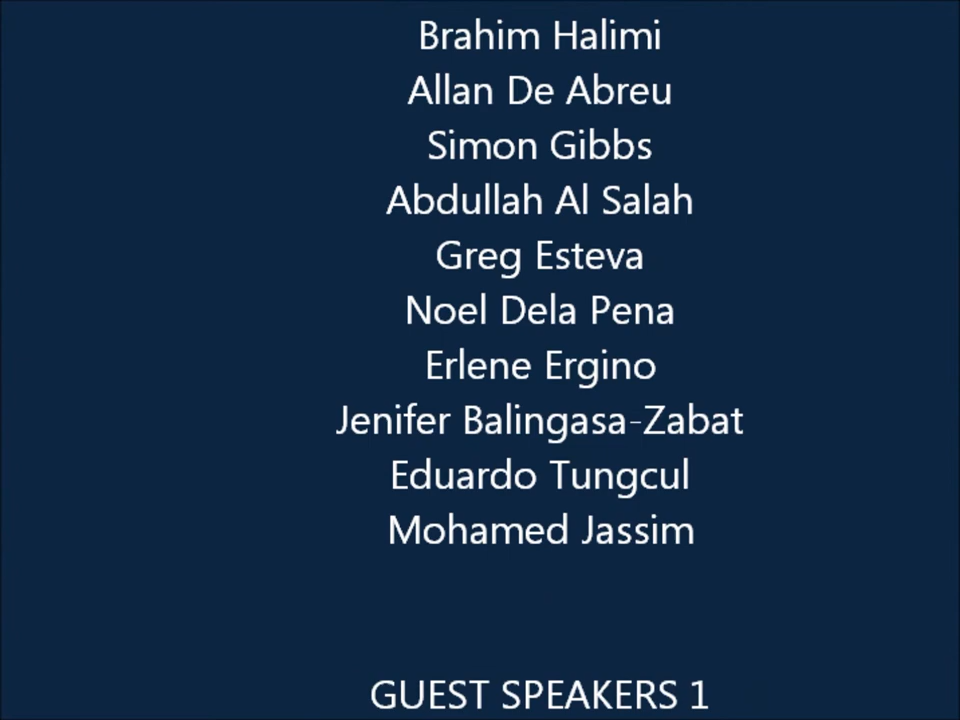 Brahim Halimi
Allan De Abreu
Simon Gibbs
Abdullah Al Salah
Greg Esteva
Noel Dela Pena
Erlene Ergino
Jenifer Balingasa-Zabat
Eduardo Tungcul
Mohamed Jassim
GUEST SPEAKERS 1